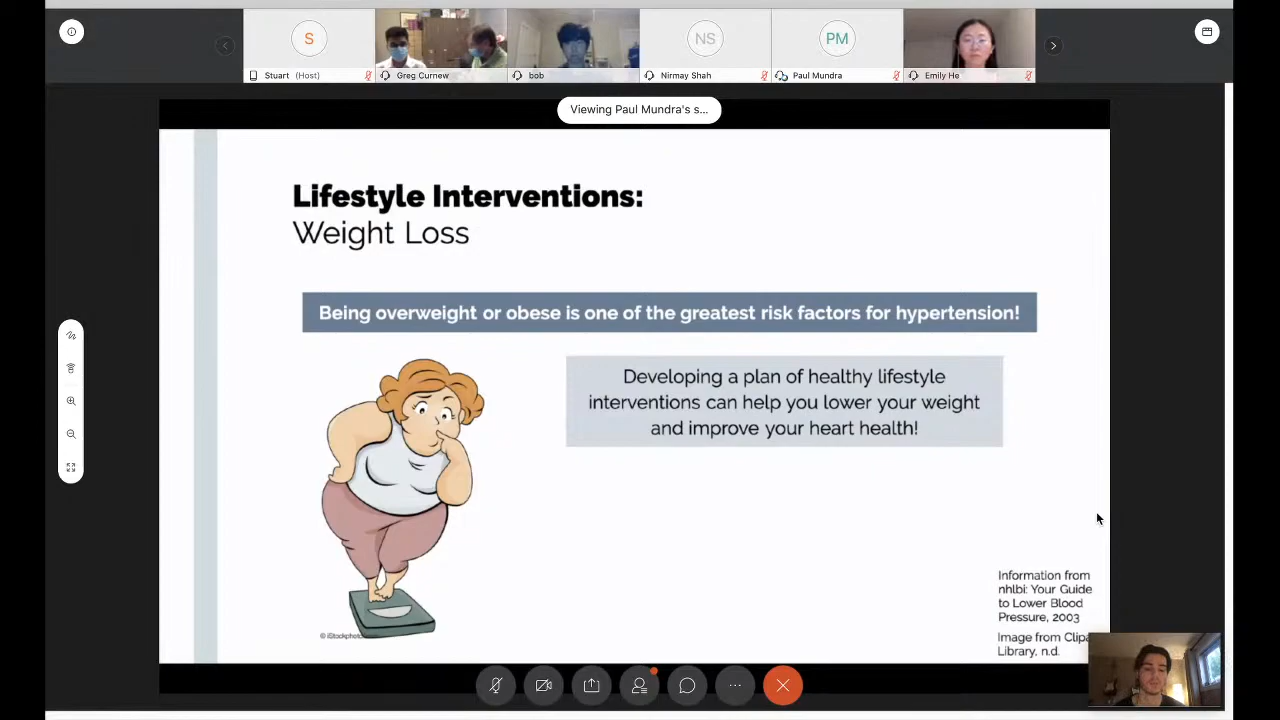 S
NS
PM
Stuart (Host)
Greg Curnew
bob
Nirmay Shah
Paul Mundra
Emily He
Viewing Paul Mundra's s...
Lifestyle Interventions:
Weight Loss
Being overweight or obese is one of the greatest risk factors for hypertension!
Developing a plan of healthy lifestyle
interventions can help you lower your weight
and improve your heart health!
Information from
nhlbi: Your Guide
to Lower Blood
Pressure, 2003
Image from Clipa
Library, n.d.
© iStockphoto